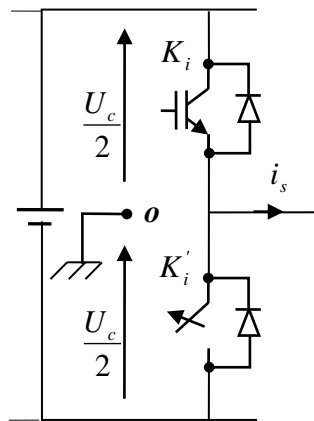 K_i
U_c/2
i_s
o
K_i'
U_c/2